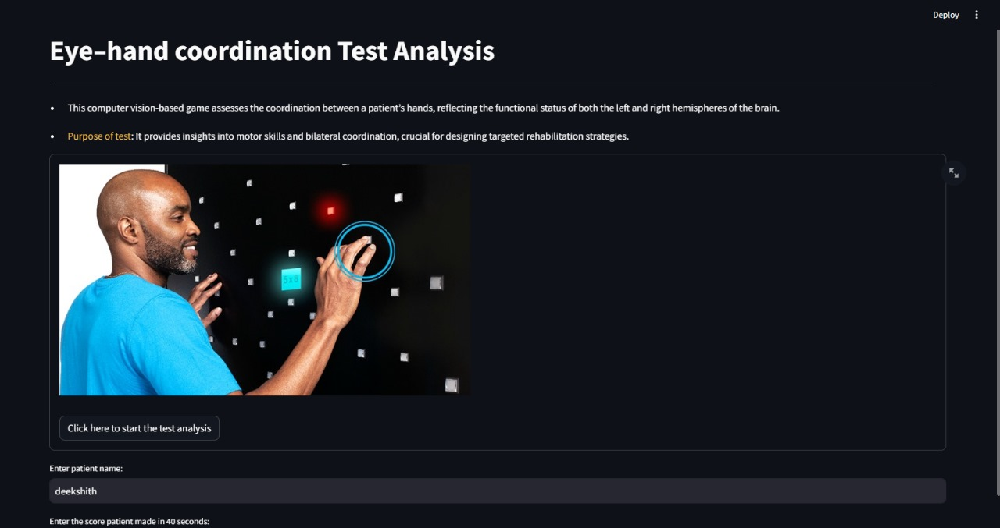 Deploy
Eye–hand coordination Test Analysis
This computer vision-based game assesses the coordination between a patient's hands, reflecting the functional status of both the left and right hemispheres of the brain.
Purpose of test: It provides insights into motor skills and bilateral coordination, crucial for designing targeted rehabilitation strategies.
5x8
Click here to start the test analysis
Enter patient name:
deekshith
Enter the score patient made in 40 seconds: